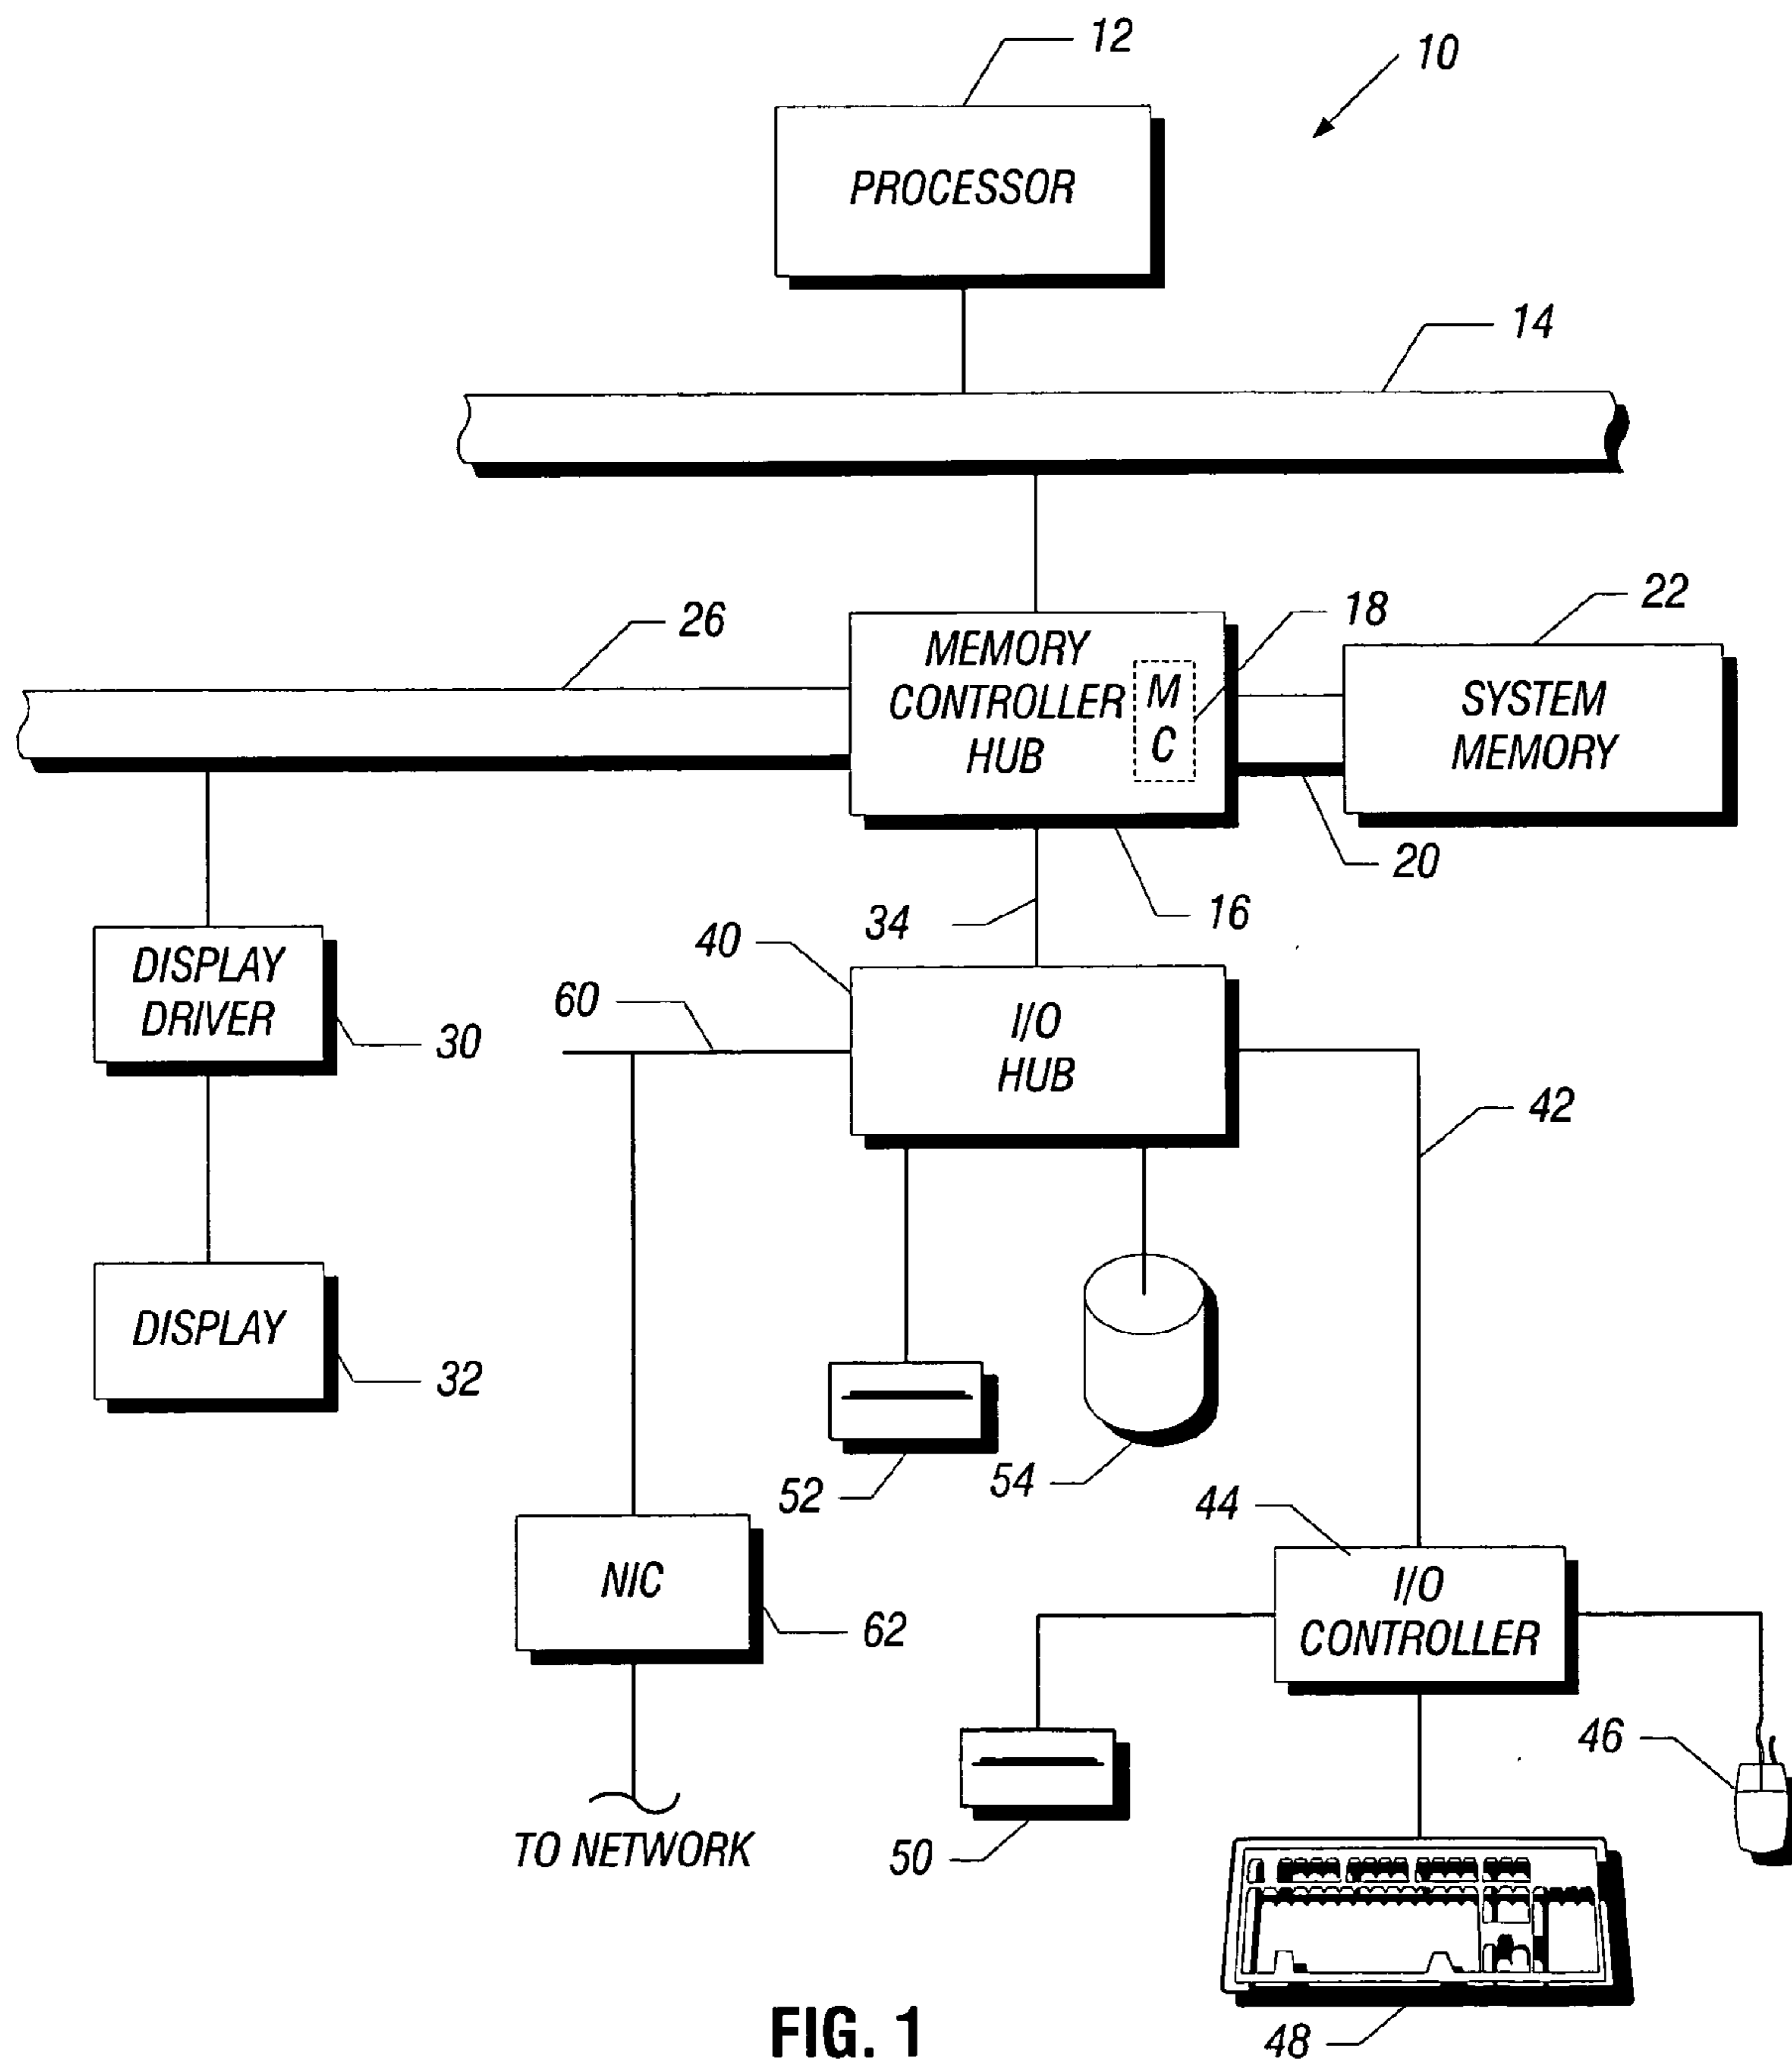 12
10
PROCESSOR
14
26
18
22
MEMORY
CONTROLLER
HUB
M
C
SYSTEM
MEMORY
20
16
34
40
DISPLAY
DRIVER
30
60
I/O
HUB
42
DISPLAY
32
52
54
44
NIC
62
I/O
CONTROLLER
46
TO NETWORK
50
48
FIG. 1